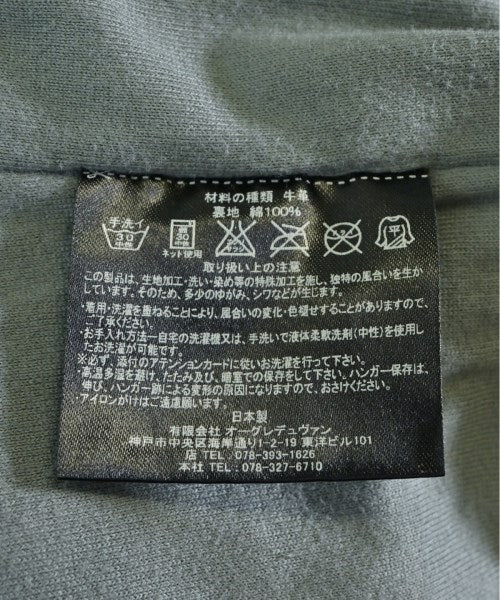 材料の種類 牛革
裏地 綿100%
手洗イ
30
中性
弱
30
中性
ネット使用
平
取り扱い上の注意
この製品は、生地加工・洗い・染め等の特殊加工を施し、独特の風合いを生か
しています。そのため、多少のゆがみ、シワなどが生じます。
・着用・洗濯を重ねることにより、風合いの変化・色褪せすることがありますので、
ご了承ください。
・お手入れ方法ー自宅の洗濯機又は、手洗いで液体柔軟洗剤(中性)を使用し
たお洗濯が可能です。
※必ず、添付のアテンションカードに従いお洗濯を行って下さい。
・高温多湿を避け、たたみ及び、暗室での保存をして下さい。ハンガー保存は、
伸び、ハンガー跡による変形の原因になりますので、おさけください。
・アイロンがけはご遠慮ください。
日本製
有限会社 オーグレデュヴァン
神戸市中央区海岸通り1-2-19 東洋ビル101
店 TEL：078-393-1626
本社 TEL：078-327-6710